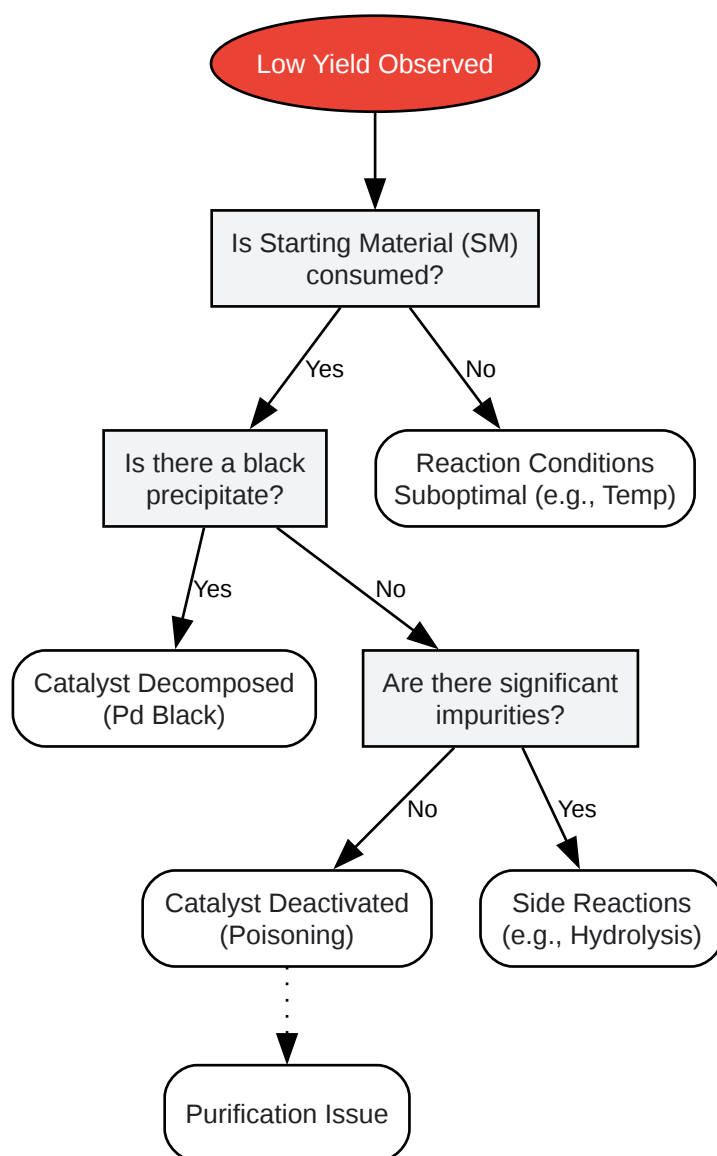 Low Yield Observed
Is Starting Material (SM)
consumed?
Yes
No
Is there a black
precipitate?
Reaction Conditions
Suboptimal (e.g., Temp)
Yes
No
Catalyst Decomposed
(Pd Black)
Are there significant
impurities?
No
Yes
Catalyst Deactivated
(Poisoning)
Side Reactions
(e.g., Hydrolysis)
Purification Issue